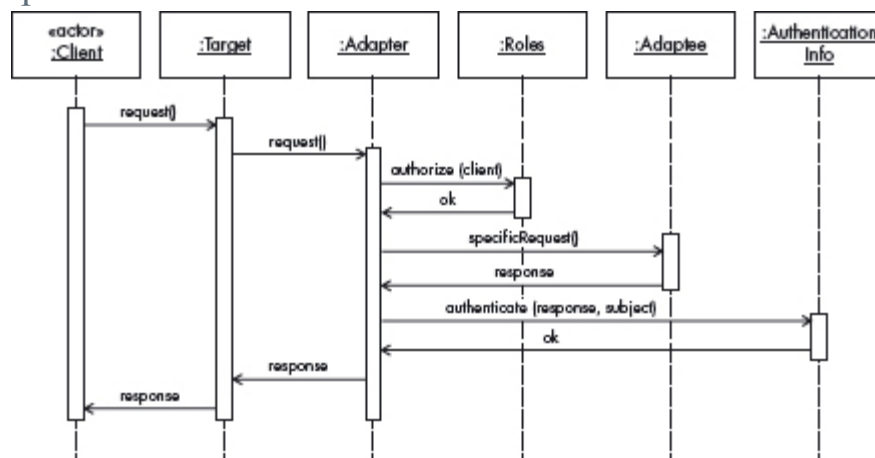 «actor»
:Client
:Target
:Adapter
:Roles
:Adaptee
:Authentication
Info
request()
request()
authorize (client)
ok
specificRequest()
response
authenticate (response, subject)
ok
response
response